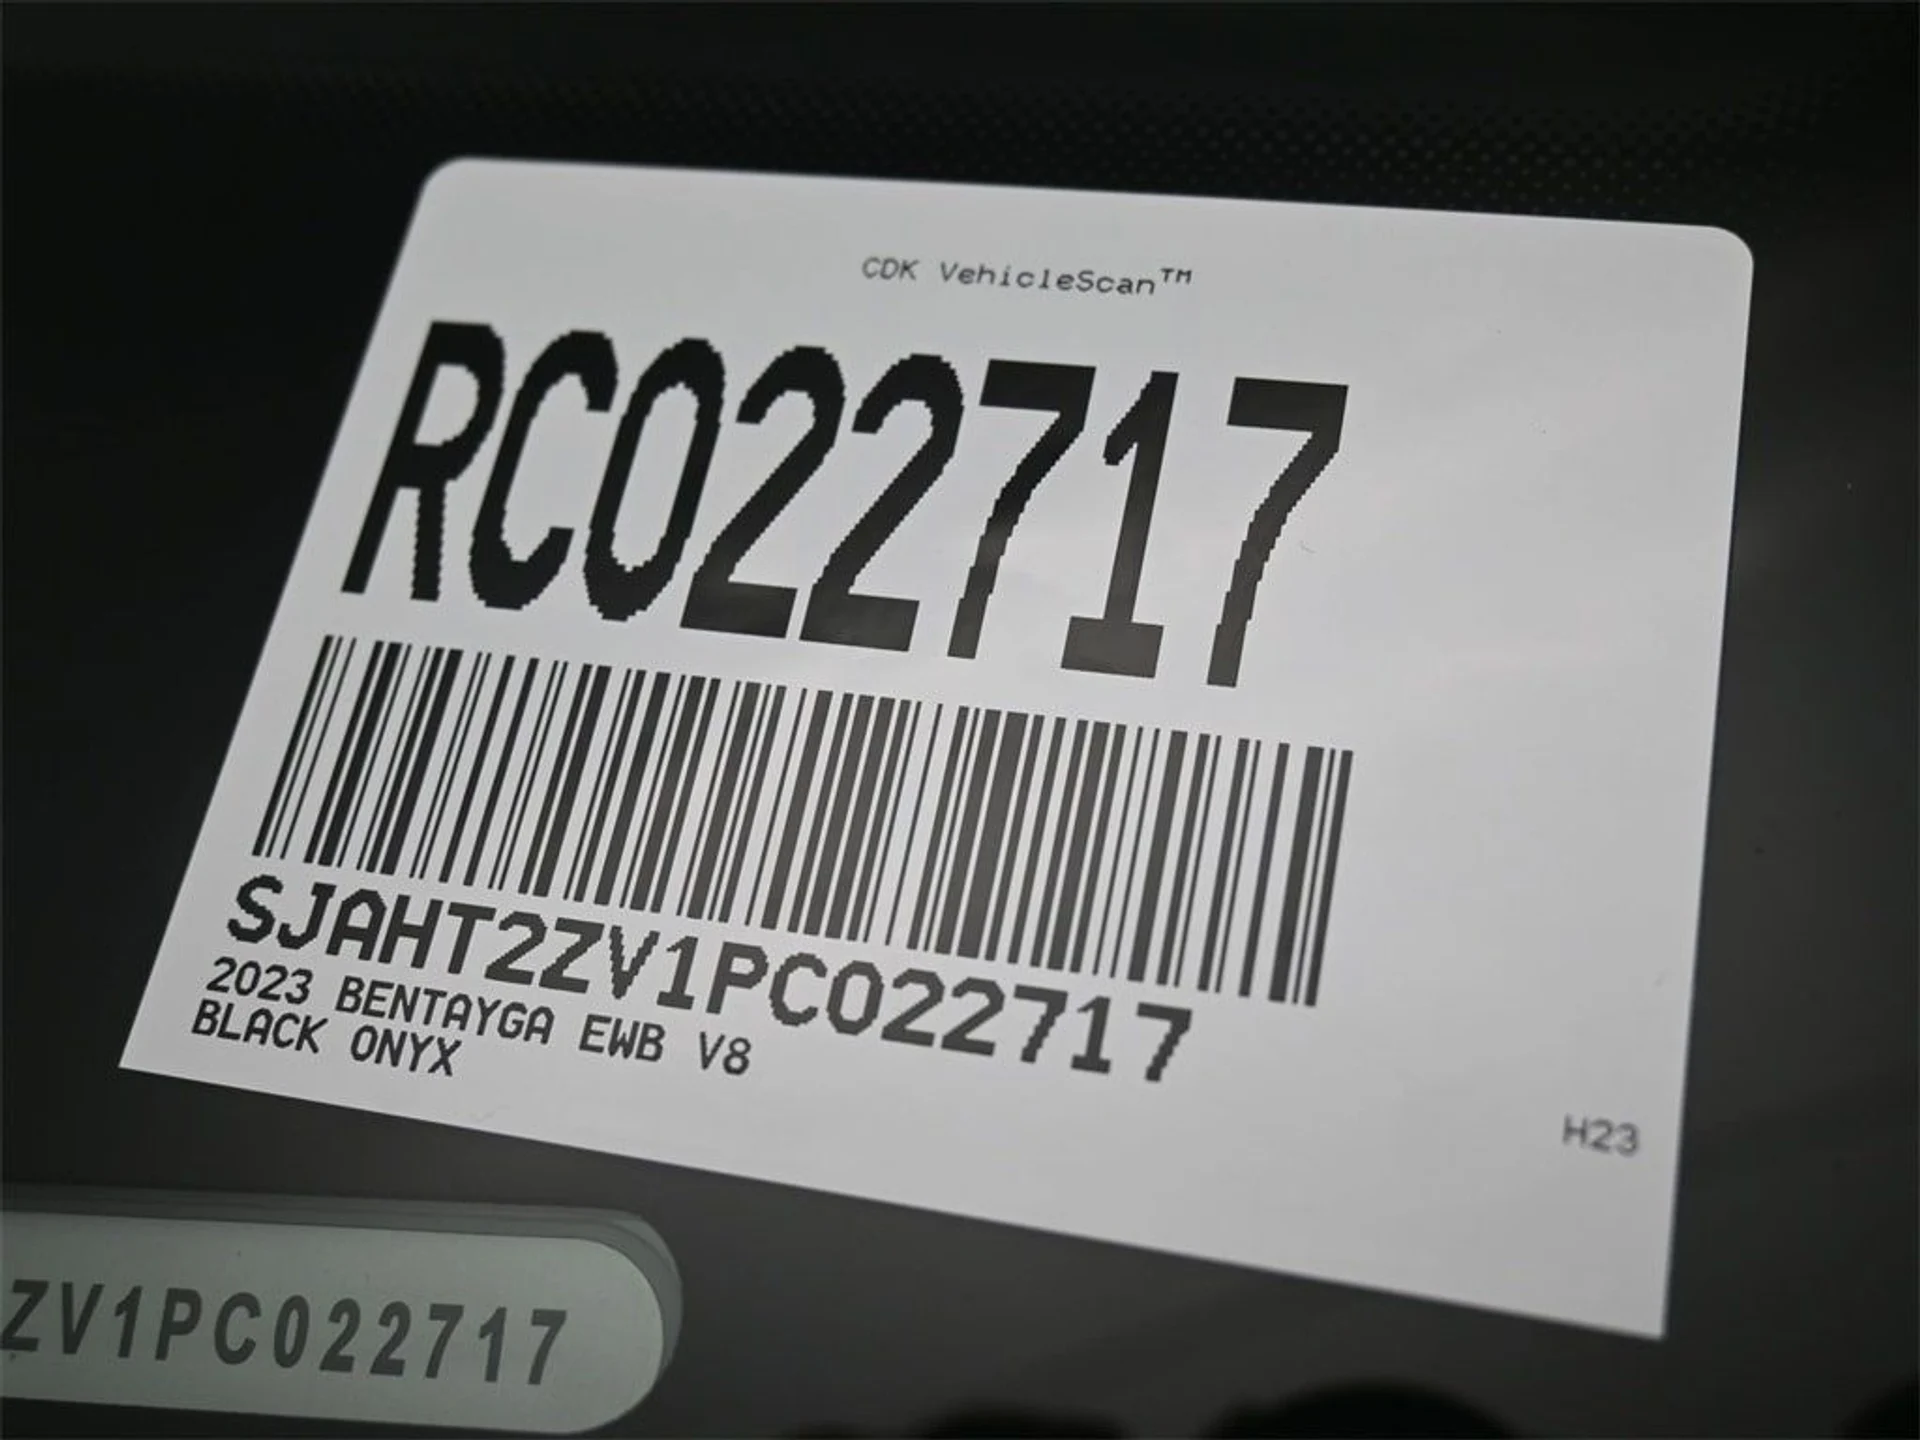 CDK VehicleScan™
RC022717
SJAHT2ZV1PC022717
2023 BENTAYGA EWB V8
BLACK ONYX
H23
ZV1PC022717